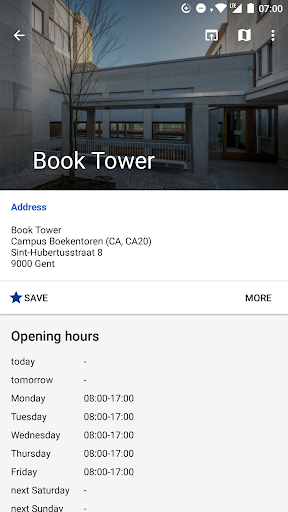 07:00
Book Tower
Address
Book Tower
Campus Boekentoren (CA, CA20)
Sint-Hubertusstraat 8
9000 Gent
SAVE
MORE
Opening hours
today -
tomorrow -
Monday 08:00-17:00
Tuesday 08:00-17:00
Wednesday 08:00-17:00
Thursday 08:00-17:00
Friday 08:00-17:00
next Saturday -
next Sunday -